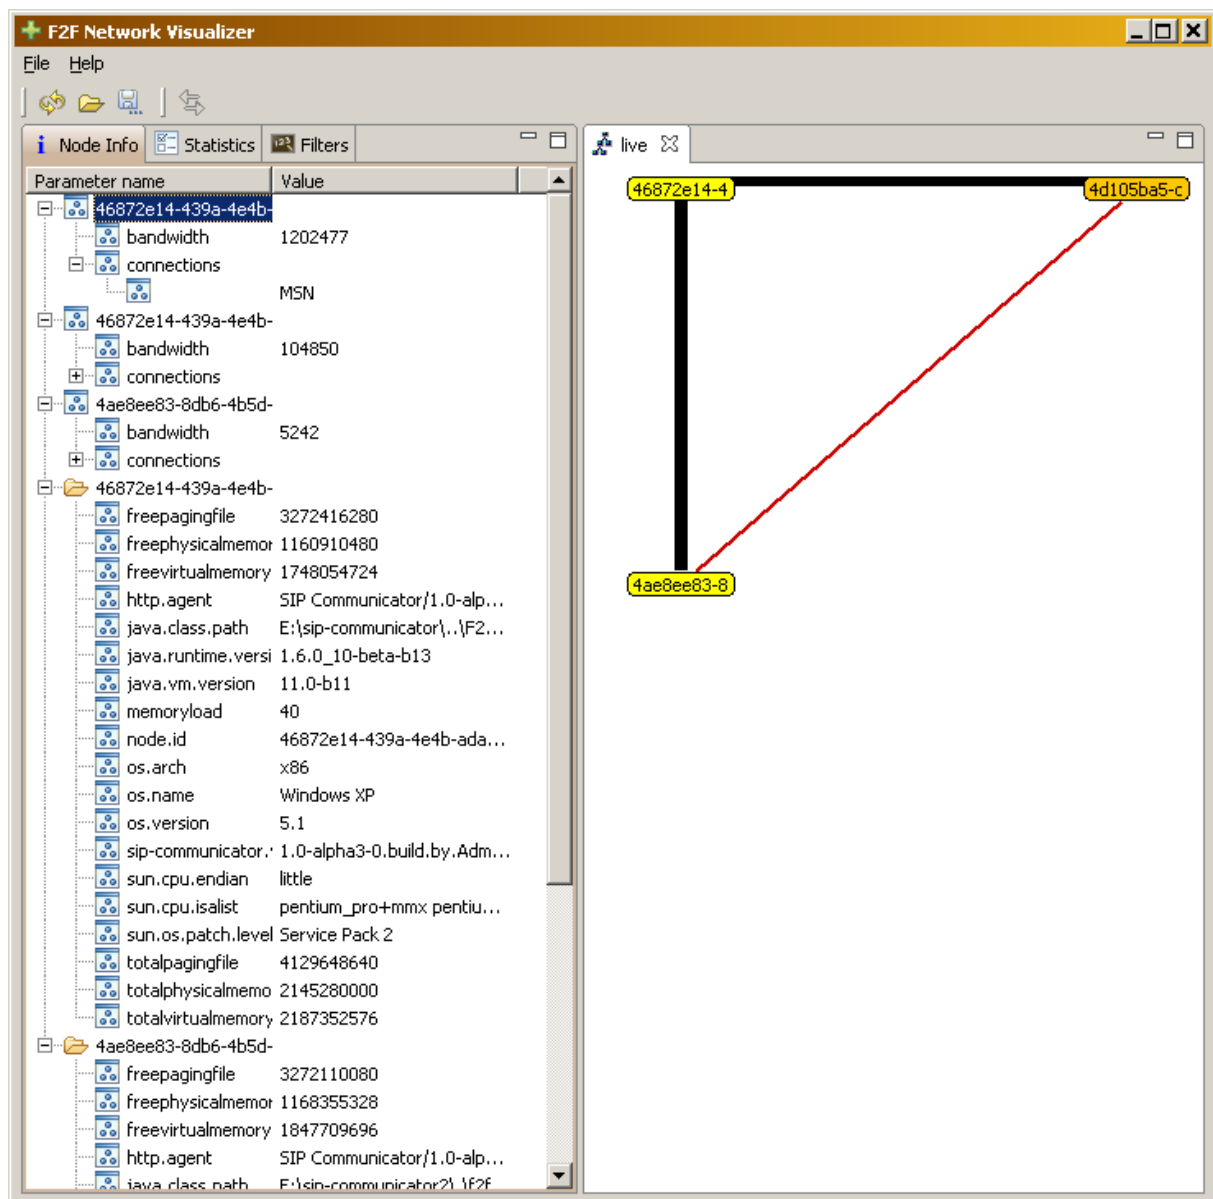 F2F Network Visualizer
File Help
Node Info Statistics Filters
live
Parameter name Value
46872e14-439a-4e4b-
bandwidth 1202477
connections
MSN
46872e14-439a-4e4b-
bandwidth 104850
connections
4ae8ee83-8db6-4b5d-
bandwidth 5242
connections
46872e14-439a-4e4b-
freepagingfile 3272416280
freephysicalmemor 1160910480
freevirtualmemory 1748054724
http.agent SIP Communicator/1.0-alp...
java.class.path E:\sip-communicator\..\F2...
java.runtime.versi 1.6.0_10-beta-b13
java.vm.version 11.0-b11
memoryload 40
node.id 46872e14-439a-4e4b-ada...
os.arch x86
os.name Windows XP
os.version 5.1
sip-communicator. 1.0-alpha3-0.build.by.Adm...
sun.cpu.endian little
sun.cpu.isalist pentium_pro+mmx pentiu...
sun.os.patch.level Service Pack 2
totalpagingfile 4129648640
totalphysicalmemo 2145280000
totalvirtualmemory 2187352576
4ae8ee83-8db6-4b5d-
freepagingfile 3272110080
freephysicalmemor 1168355328
freevirtualmemory 1847709696
http.agent SIP Communicator/1.0-alp...
java.class.path E:\sip-communicator2\..\f2f
46872e14-4
4d105ba5-c
4ae8ee83-8